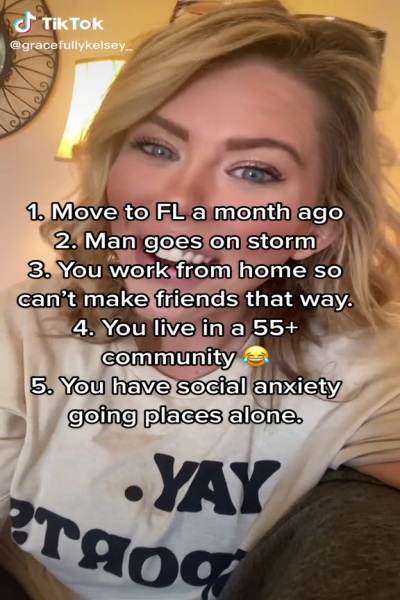 TikTok
@gracefullykelsey_
1. Move to FL a month ago
2. Man goes on storm
3. You work from home so
can't make friends that way.
4. You live in a 55+
community 😂
5. You have social anxiety
going places alone.
YAY.
SPORTS